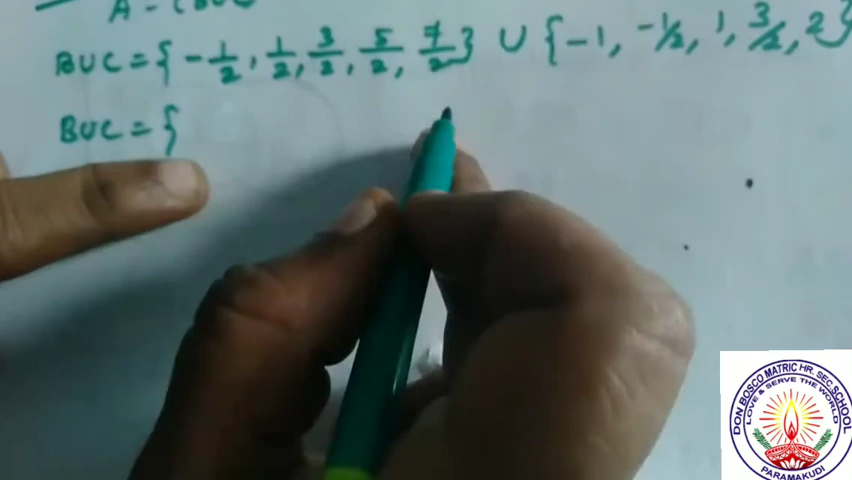 A - (BUC
BUC = { -1/2, 1/2, 3/2, 5/2, 7/2 } U { -1, -1/2, 1, 3/2, 2 }
BUC = {
DON BOSCO MATRIC HR. SEC. SCHOOL
LOVE & SERVE THE WORLD
PARAMAKUDI